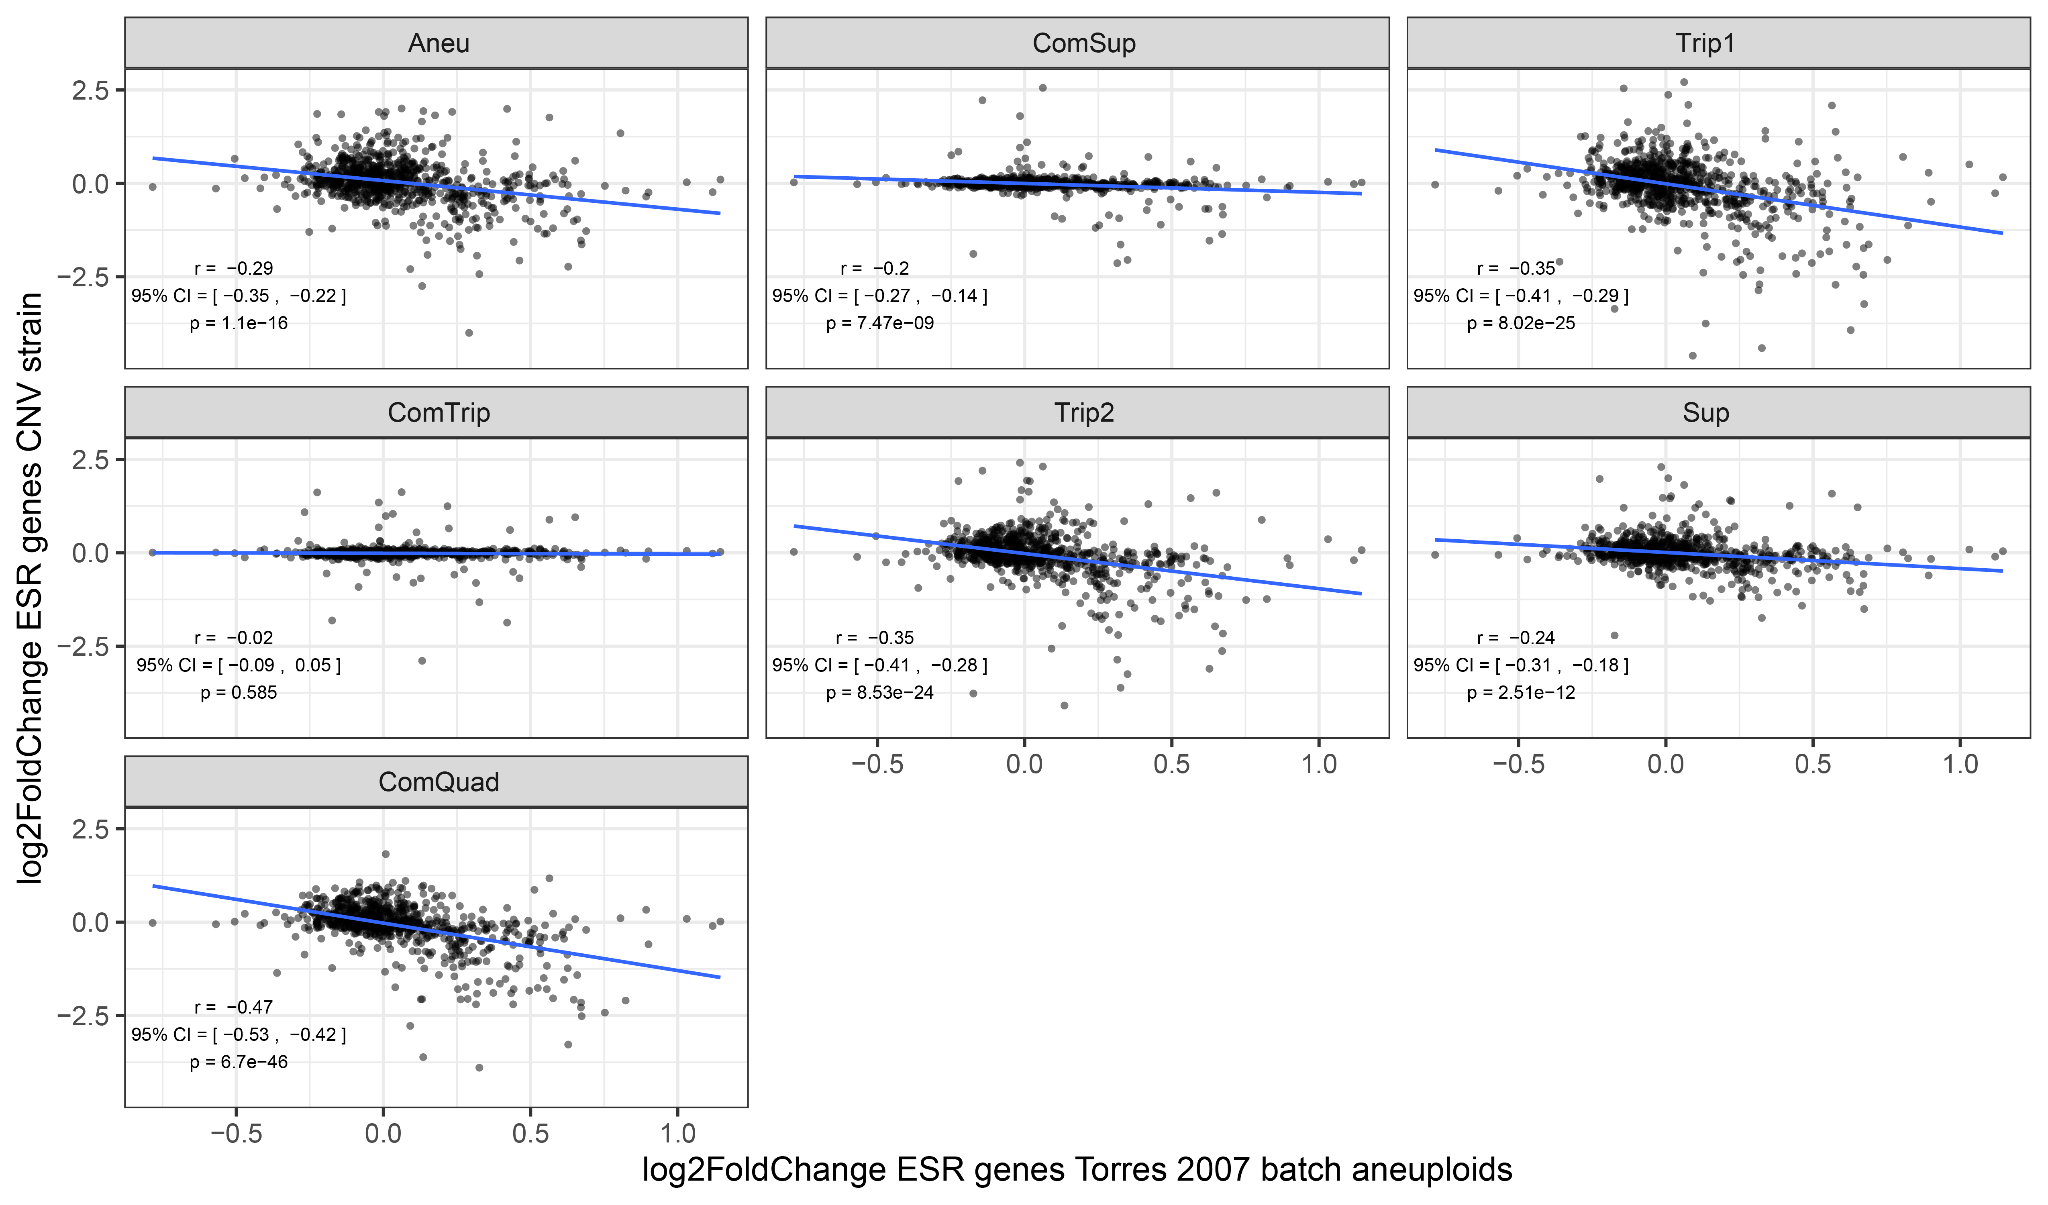 Aneu
ComSup
Trip1
2.5
0.0
−2.5
r = −0.29
95% CI = [ −0.35 , −0.22 ]
p = 1.1e−16
r = −0.2
95% CI = [ −0.27 , −0.14 ]
p = 7.47e−09
r = −0.35
95% CI = [ −0.41 , −0.29 ]
p = 8.02e−25
ComTrip
Trip2
Sup
2.5
0.0
−2.5
r = −0.02
95% CI = [ −0.09 , 0.05 ]
p = 0.585
r = −0.35
95% CI = [ −0.41 , −0.28 ]
p = 8.53e−24
r = −0.24
95% CI = [ −0.31 , −0.18 ]
p = 2.51e−12
−0.5 0.0 0.5 1.0
−0.5 0.0 0.5 1.0
ComQuad
2.5
0.0
−2.5
r = −0.47
95% CI = [ −0.53 , −0.42 ]
p = 6.7e−46
−0.5 0.0 0.5 1.0
log2FoldChange ESR genes CNV strain
log2FoldChange ESR genes Torres 2007 batch aneuploids